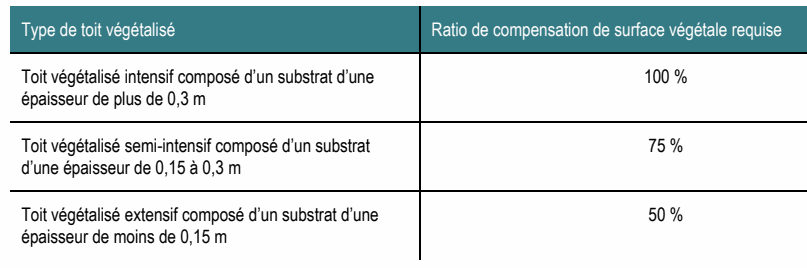 Type de toit végétalisé
Ratio de compensation de surface végétale requise
Toit végétalisé intensif composé d'un substrat d'une
épaisseur de plus de 0,3 m
100 %
Toit végétalisé semi-intensif composé d'un substrat
d'une épaisseur de 0,15 à 0,3 m
75 %
Toit végétalisé extensif composé d'un substrat d'une
épaisseur de moins de 0,15 m
50 %